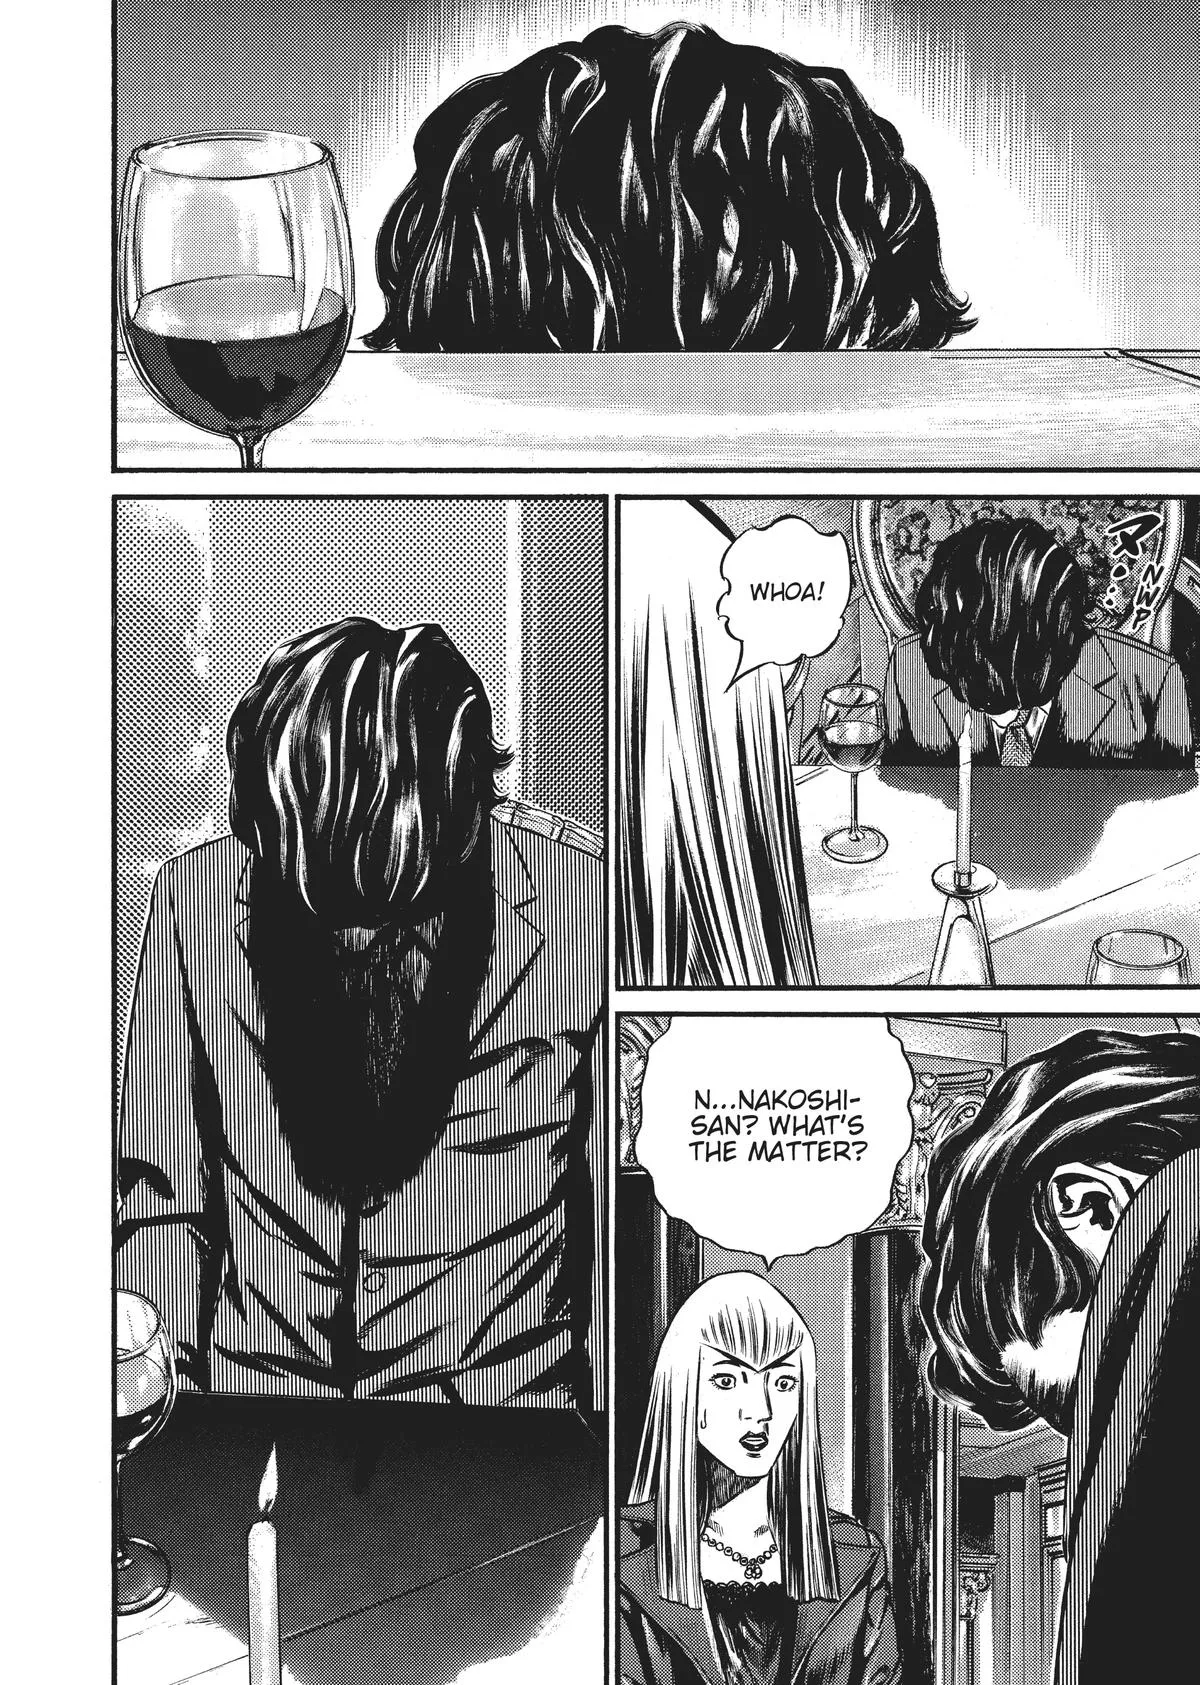 WHOA!
ヌ...
NWP
N...NAKOSHI-
SAN? WHAT'S
THE MATTER?